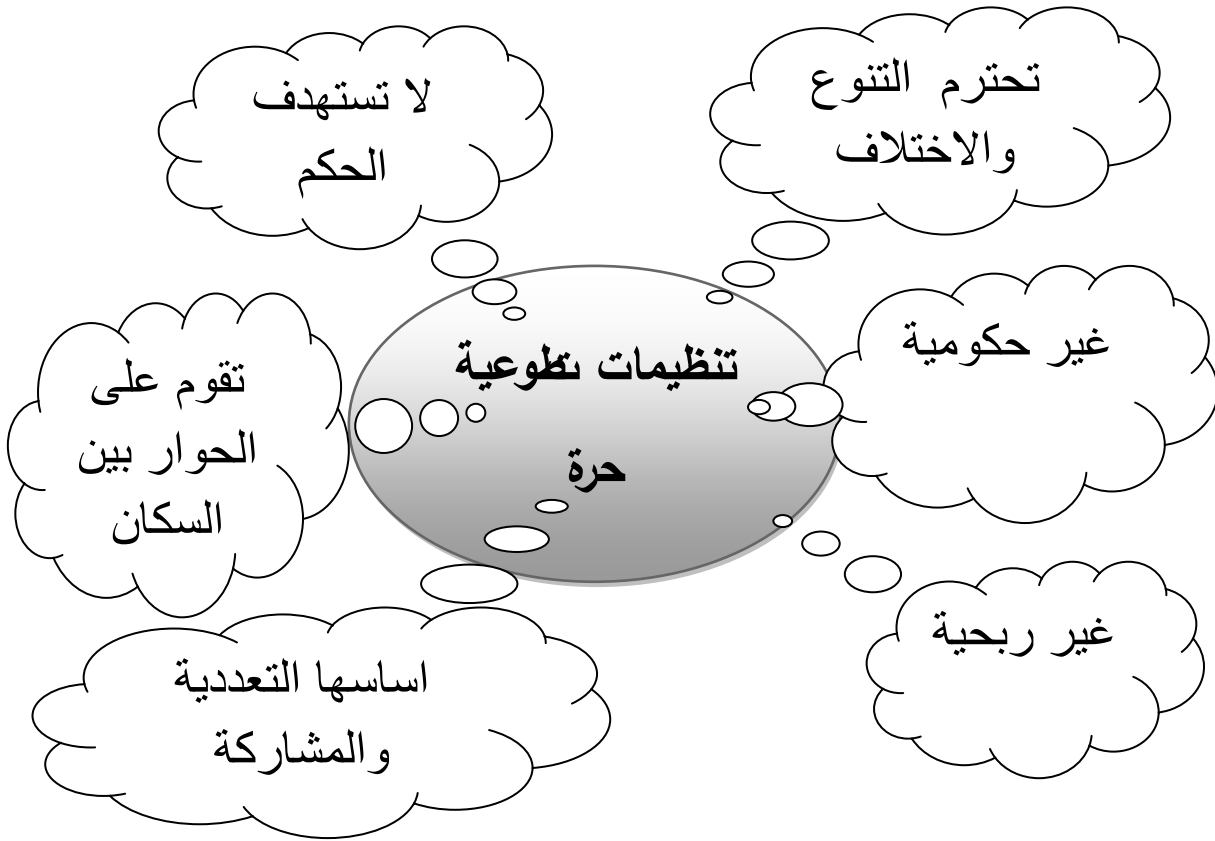 تحترم التنوع
والاختلاف
لا تستهدف
الحكم
غير حكومية
تنظيمات تطوعية
حرة
تقوم على
الحوار بين
السكان
غير ربحية
اساسها التعددية
والمشاركة